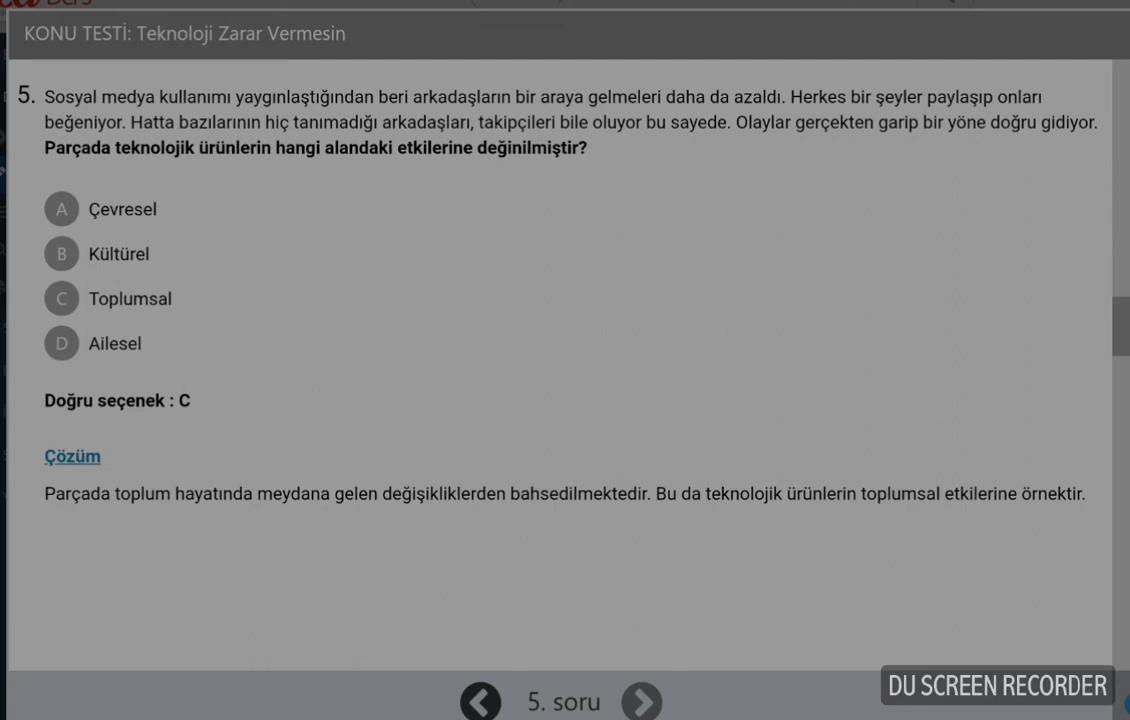 Ders
KONU TESTİ: Teknoloji Zarar Vermesin
5. Sosyal medya kullanımı yaygınlaştığından beri arkadaşların bir araya gelmeleri daha da azaldı. Herkes bir şeyler paylaşıp onları
beğeniyor. Hatta bazılarının hiç tanımadığı arkadaşları, takipçileri bile oluyor bu sayede. Olaylar gerçekten garip bir yöne doğru gidiyor.
Parçada teknolojik ürünlerin hangi alandaki etkilerine değinilmiştir?
A Çevresel
B Kültürel
C Toplumsal
D Ailesel
Doğru seçenek : C
Çözüm
Parçada toplum hayatında meydana gelen değişikliklerden bahsedilmektedir. Bu da teknolojik ürünlerin toplumsal etkilerine örnektir.
5. soru
DU SCREEN RECORDER